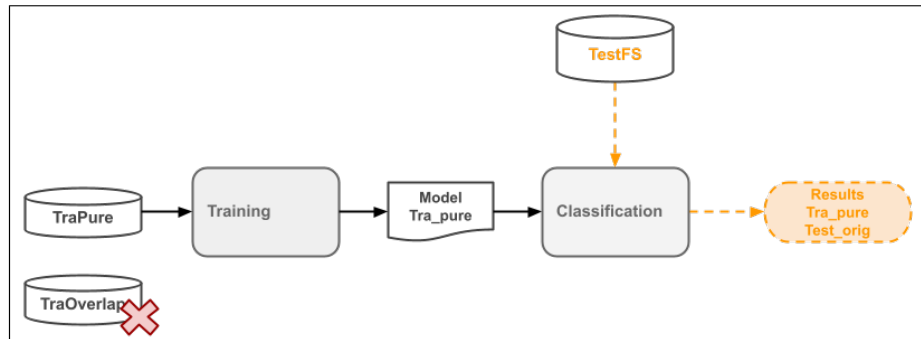 TestFS
TraPure
Training
Model
Tra_pure
Classification
Results
Tra_pure
Test_orig
TraOverlap